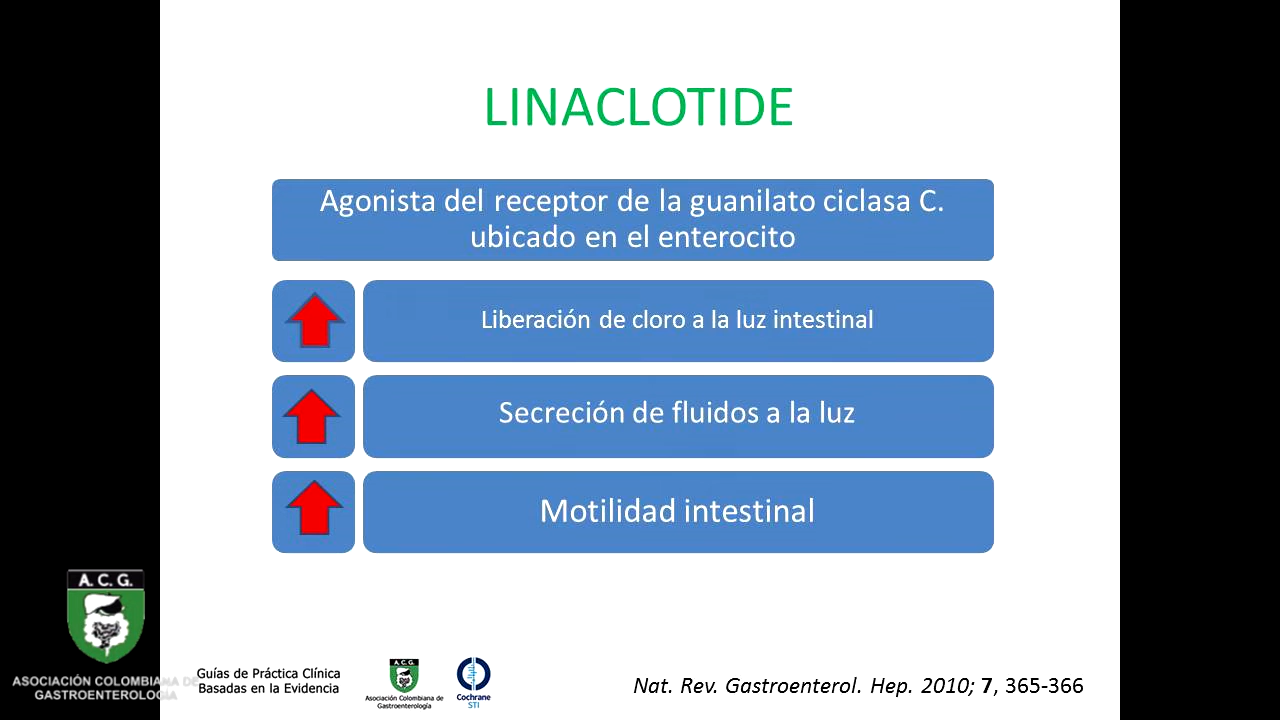 LINACLOTIDE
Agonista del receptor de la guanilato ciclasa C.
ubicado en el enterocito
Liberación de cloro a la luz intestinal
Secreción de fluidos a la luz
Motilidad intestinal
A.C.G.
ASOCIACIÓN COLOMBIANA DE
GASTROENTEROLOGÍA
Guías de Práctica Clínica
Basadas en la Evidencia
A.C.G.
Asociación Colombiana de
Gastroenterología
Cochrane
STI
Nat. Rev. Gastroenterol. Hep. 2010; 7, 365-366